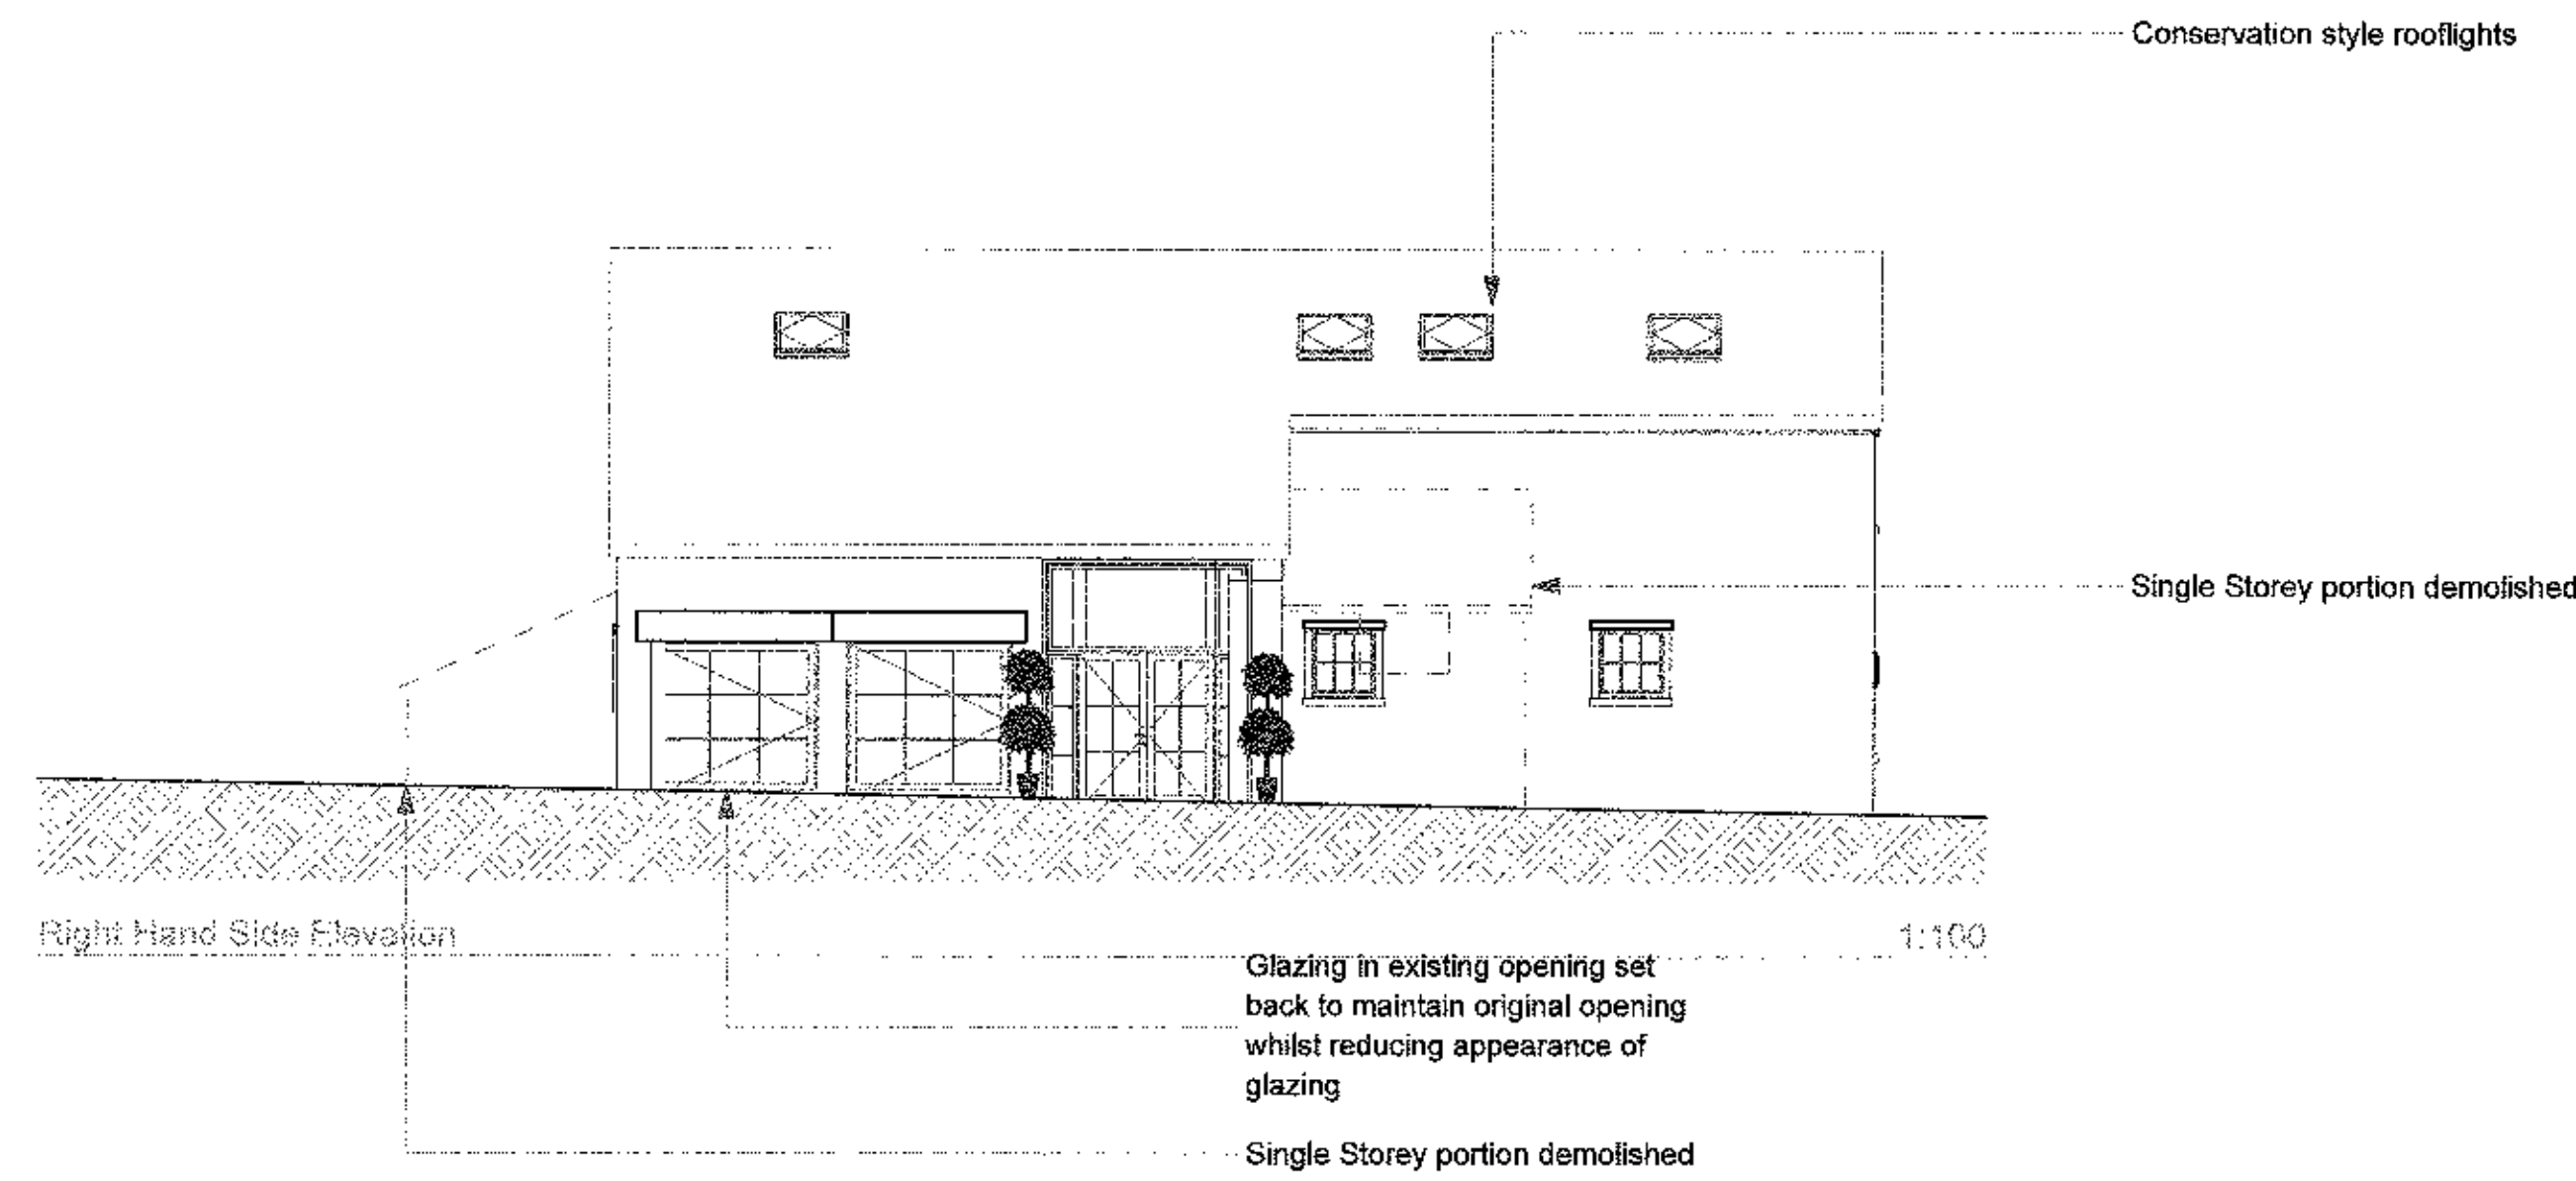 Conservation style rooflights
Single Storey portion demolished
Right Hand Side Elevation
1:100
Glazing in existing opening set
back to maintain original opening
whilst reducing appearance of
glazing
Single Storey portion demolished